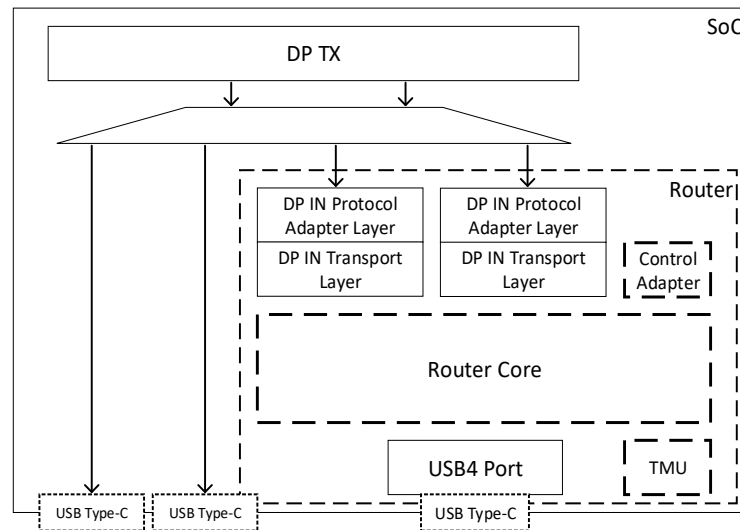 SoC
DP TX
Router
DP IN Protocol
Adapter Layer
DP IN Transport
Layer
DP IN Protocol
Adapter Layer
DP IN Transport
Layer
Control
Adapter
Router Core
USB4 Port
TMU
USB Type-C
USB Type-C
USB Type-C